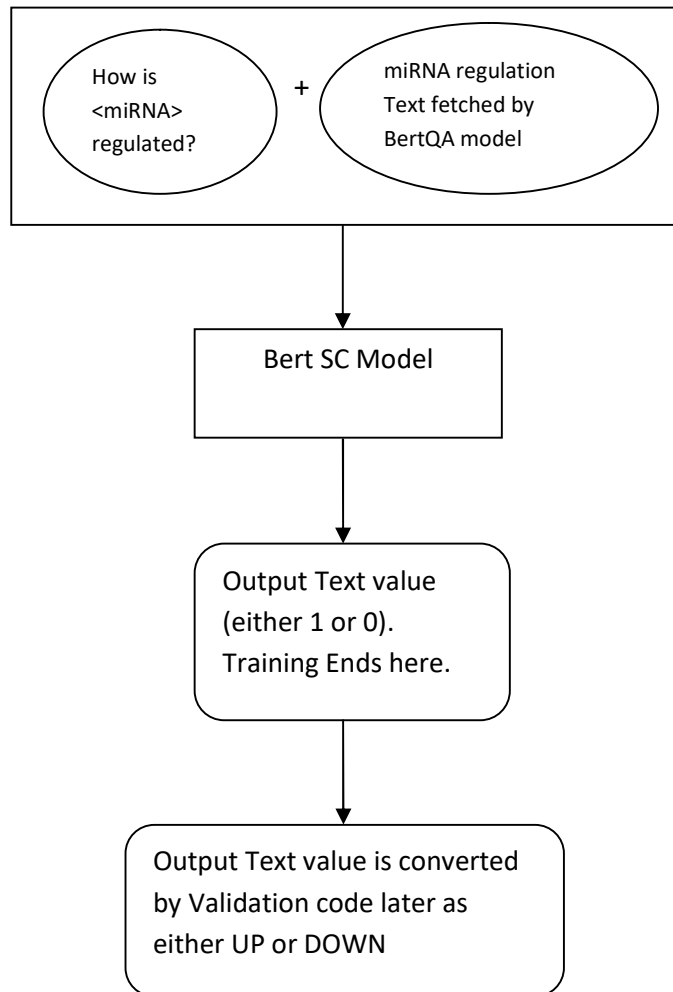 How is
<miRNA>
regulated?
+
miRNA regulation
Text fetched by
BertQA model
Bert SC Model
Output Text value
(either 1 or 0).
Training Ends here.
Output Text value is converted
by Validation code later as
either UP or DOWN